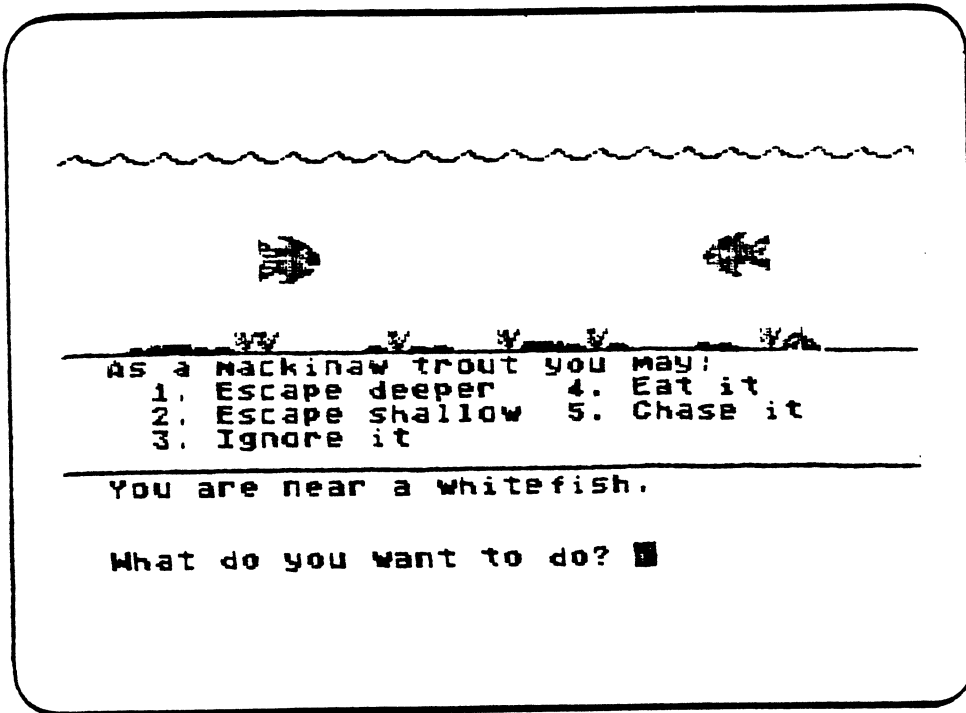 As a Mackinaw trout you may:
1. Escape deeper 4. Eat it
2. Escape shallow 5. Chase it
3. Ignore it
You are near a whitefish.
What do you want to do?